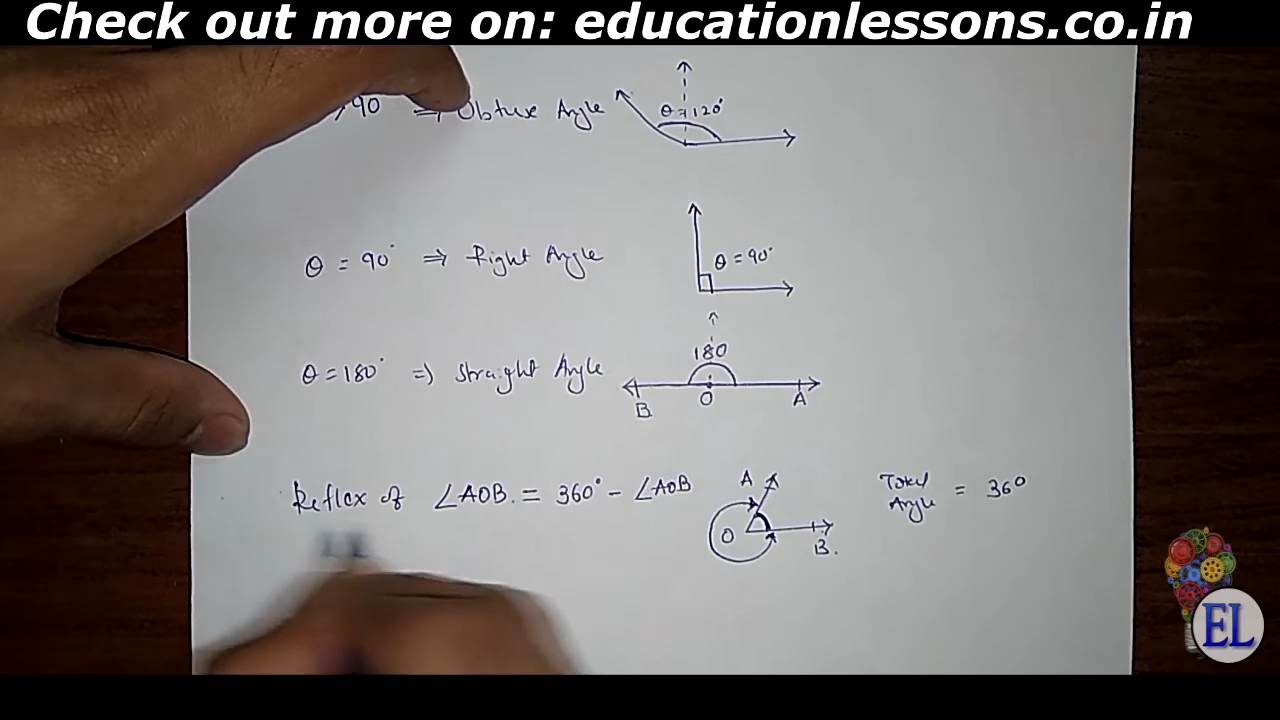 Check out more on: educationlessons.co.in
>90 ⇒ Obtuse Angle
θ = 120°
θ = 90° ⇒ Right Angle
θ = 90°
θ = 180° ⇒ Straight Angle
180
B O A
Reflex of ∠AOB. = 360° - ∠AOB
A
O
B.
Total Angle = 360
EL